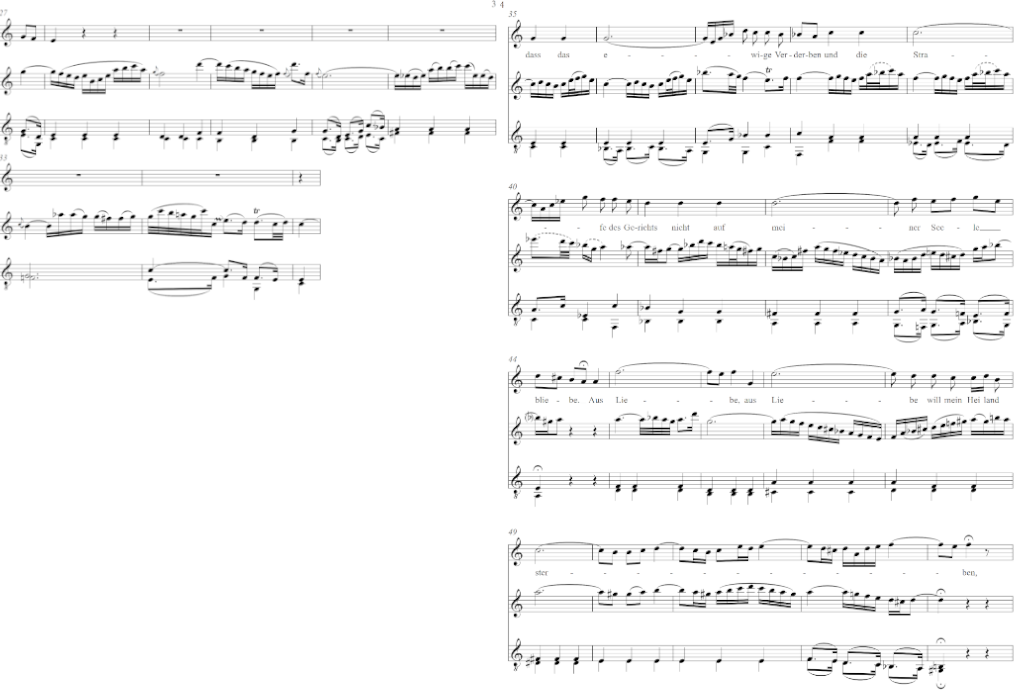 3 4
27
33
35
dass das e - - - wi-ge Ver-der-ben und die Stra - - -
40
- - fe des Ge-richts nicht auf mei - - - ner See - le
44
blie - be. Aus Lie - - - be, aus Lie - - - be will mein Hei land
49
ster - - - - - - - - - - - - ben,